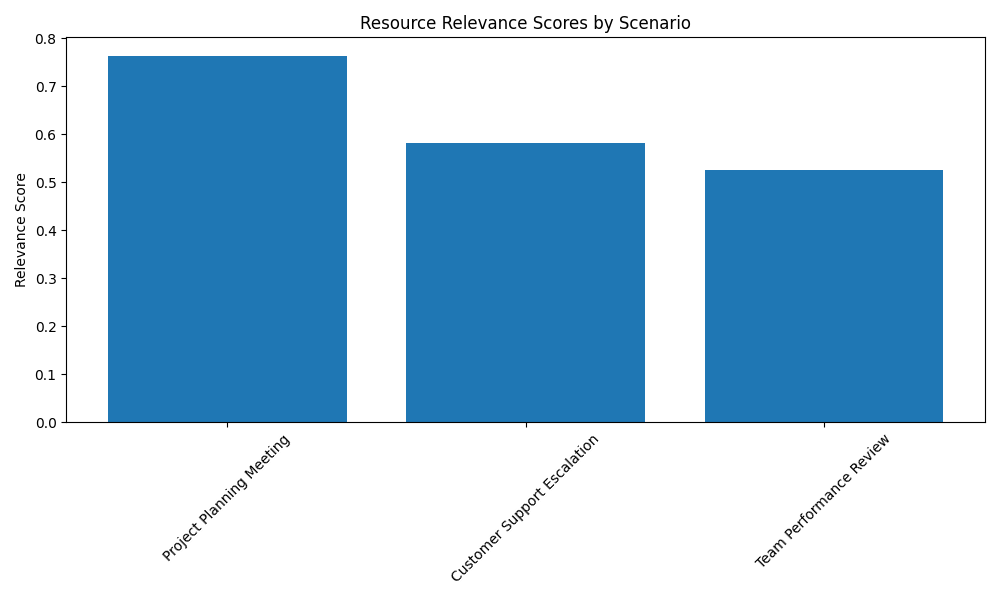 Resource Relevance Scores by Scenario
Relevance Score
0.8
0.7
0.6
0.5
0.4
0.3
0.2
0.1
0.0
Project Planning Meeting
Customer Support Escalation
Team Performance Review